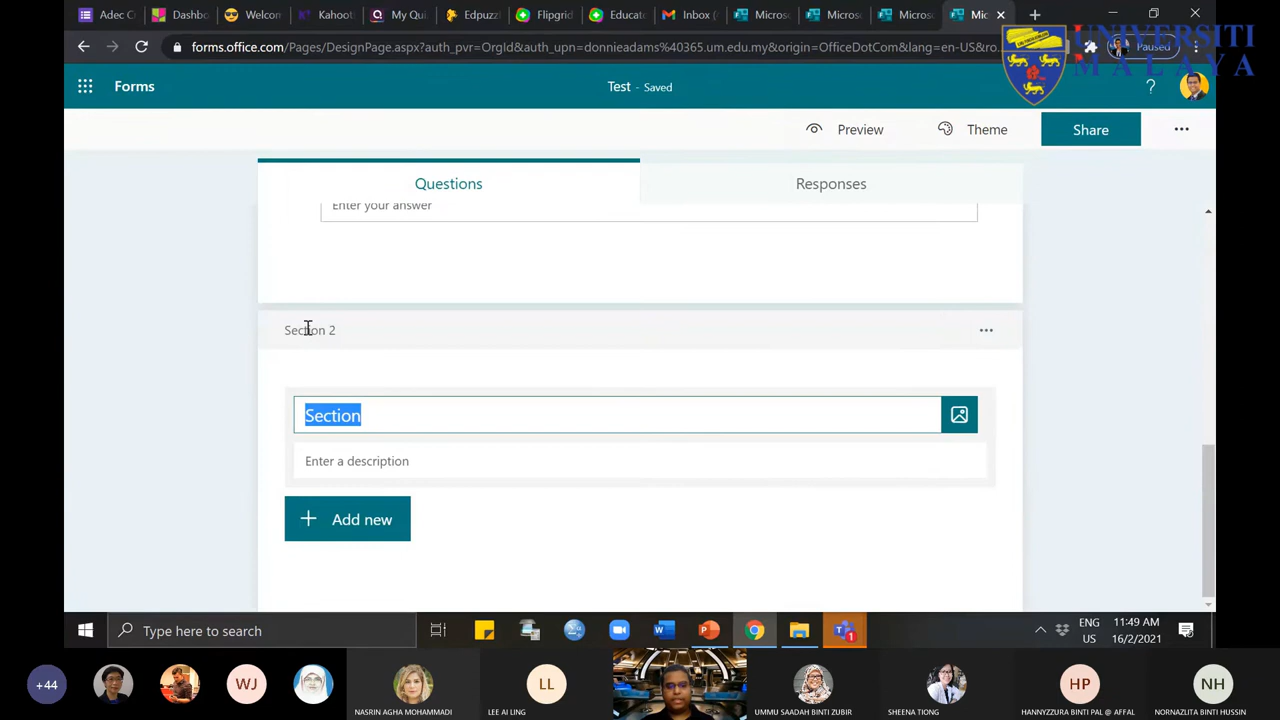 Adec C
Dashbo
Welcon
Kahoot
My Qui
Edpuzz
Flipgrid
Educat
Inbox (
Micros
Micros
Micros
Mic
forms.office.com/Pages/DesignPage.aspx?auth_pvr=OrgId&auth_upn=donnieadams%40365.um.edu.my&origin=OfficeDotCom&lang=en-US&ro...
Paused
UNIVERSITI
MALAYA
Forms
Test - Saved
?
Preview
Theme
Share
Questions
Responses
Enter your answer
Section 2
Section
Enter a description
Add new
Type here to search
ENG
US
11:49 AM
16/2/2021
1
+44
WJ
NASRIN AGHA MOHAMMADI
LL
LEE AI LING
UMMU SAADAH BINTI ZUBIR
SHEENA TIONG
HP
HANNYZZURA BINTI PAL @ AFFAL
NH
NORNAZLITA BINTI HUSSIN